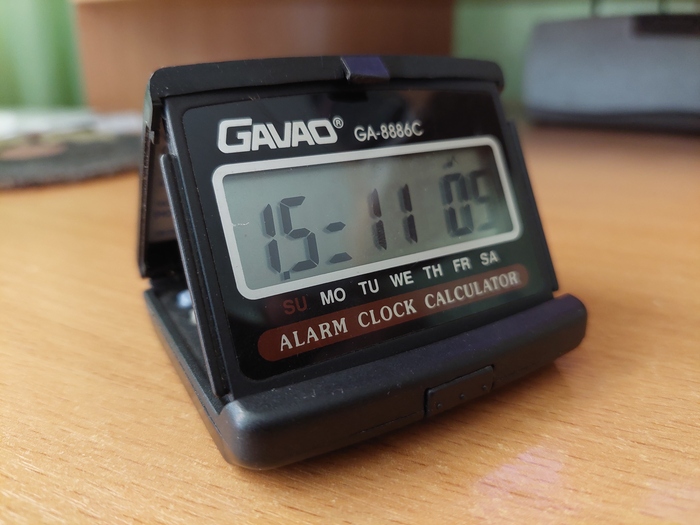 GAVAO® GA-8886C
15:11 05
SU MO TU WE TH FR SA
ALARM CLOCK CALCULATOR